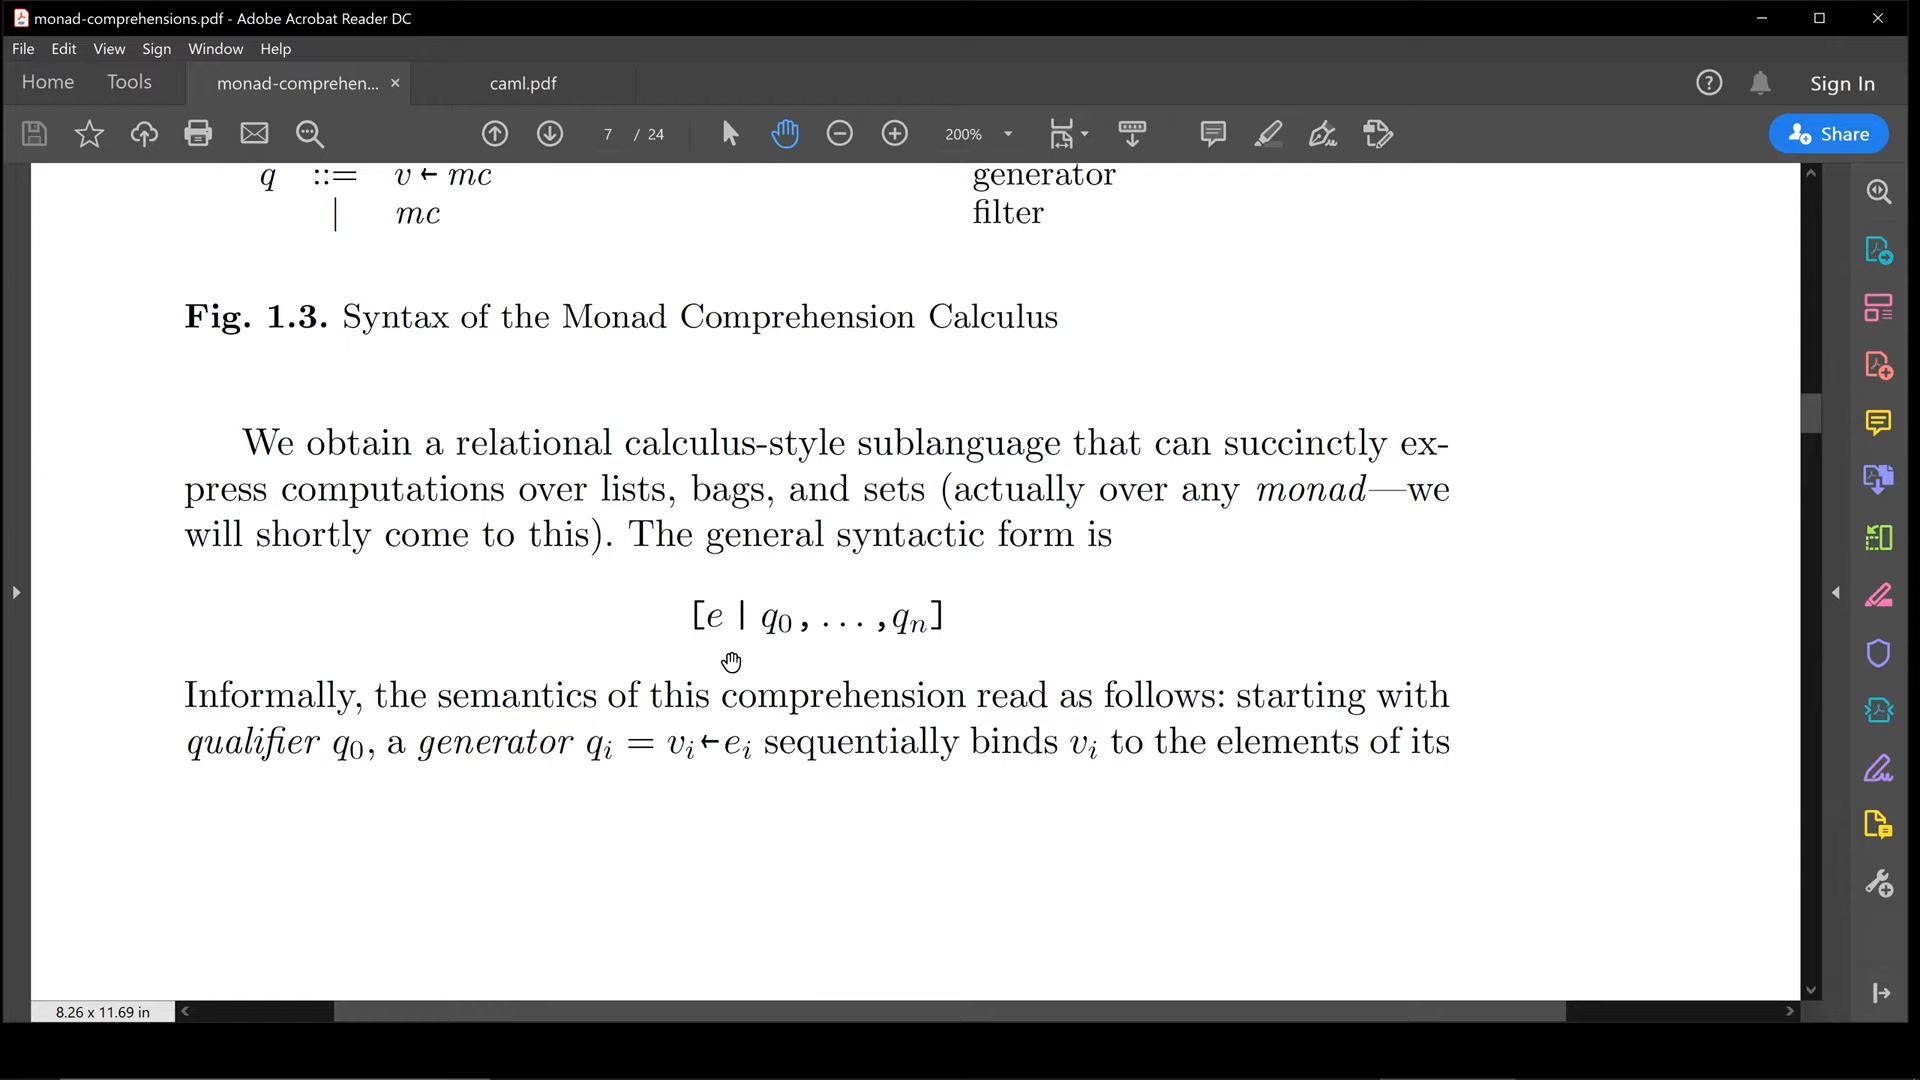 monad-comprehensions.pdf - Adobe Acrobat Reader DC
File Edit View Sign Window Help
Home Tools monad-comprehen... × caml.pdf Sign In
7 / 24 200% Share
q ::= v ← mc generator
| mc filter
Fig. 1.3. Syntax of the Monad Comprehension Calculus
We obtain a relational calculus-style sublanguage that can succinctly ex-
press computations over lists, bags, and sets (actually over any monad—we
will shortly come to this). The general syntactic form is
[e | q₀,...,qₙ]
Informally, the semantics of this comprehension read as follows: starting with
qualifier q₀, a generator qᵢ = vᵢ←eᵢ sequentially binds vᵢ to the elements of its
8.26 x 11.69 in